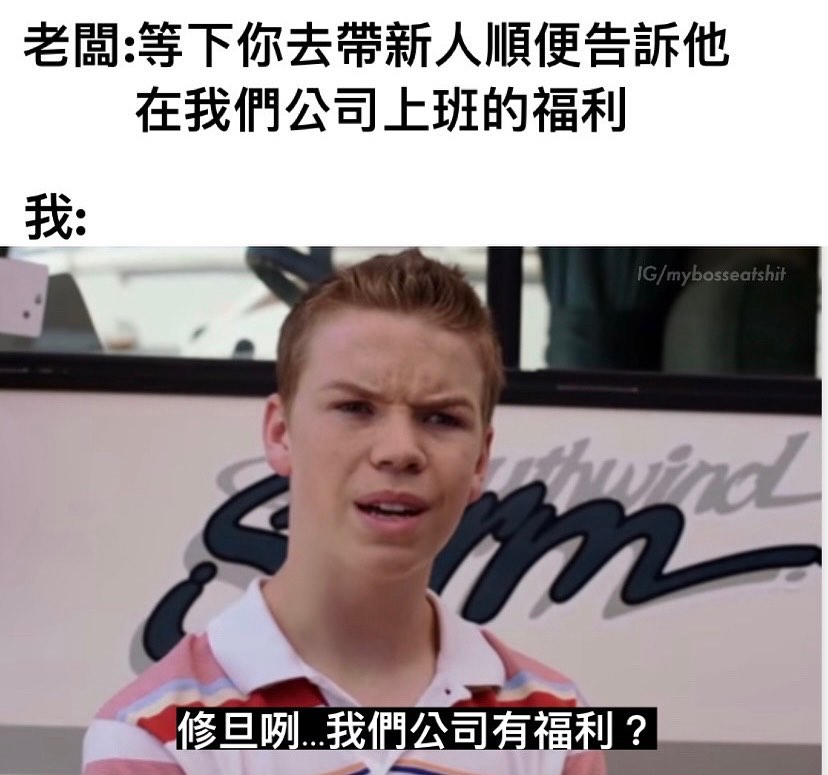 老闆:等下你去帶新人順便告訴他
在我們公司上班的福利
我:
IG/mybosseatshit
修旦咧...我們公司有福利？